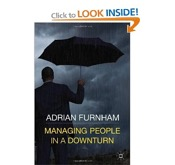 Click to LOOK INSIDE!
ADRIAN FURNHAM
MANAGING PEOPLE
IN A DOWNTURN